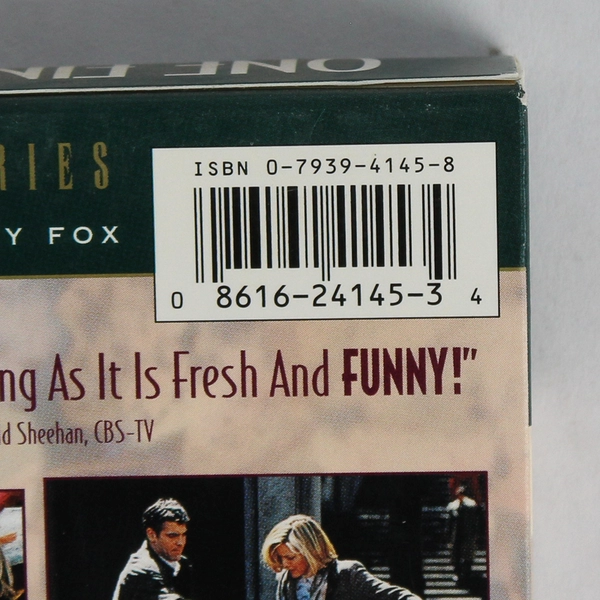 ONE FIN
RIES
Y FOX
ISBN 0-7939-4145-8
0 8616-24145-3 4
ng As It Is Fresh And FUNNY!"
d Sheehan, CBS-TV